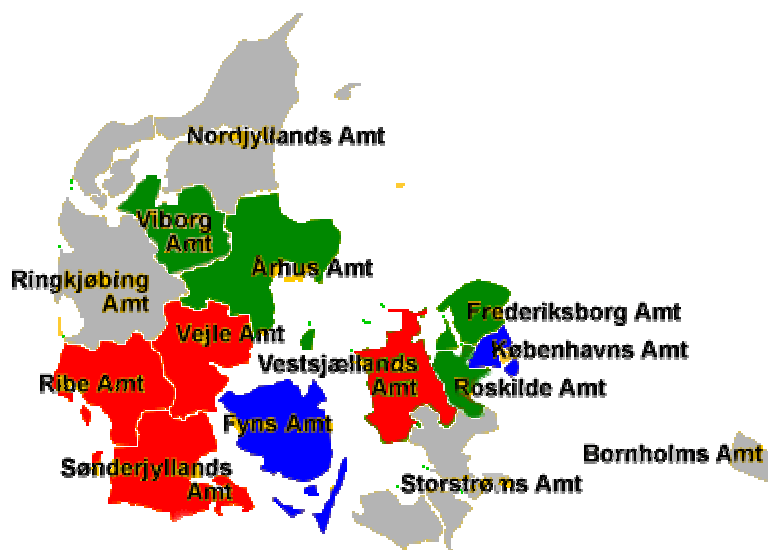 Nordjyllands Amt
Viborg
Amt
Århus Amt
Ringkjøbing
Amt
Frederiksborg Amt
Vejle Amt
Københavns Amt
Vestsjællands
Amt
Ribe Amt
Roskilde Amt
Fyns Amt
Bornholms Amt
Sønderjyllands
Amt
Storstrøms Amt